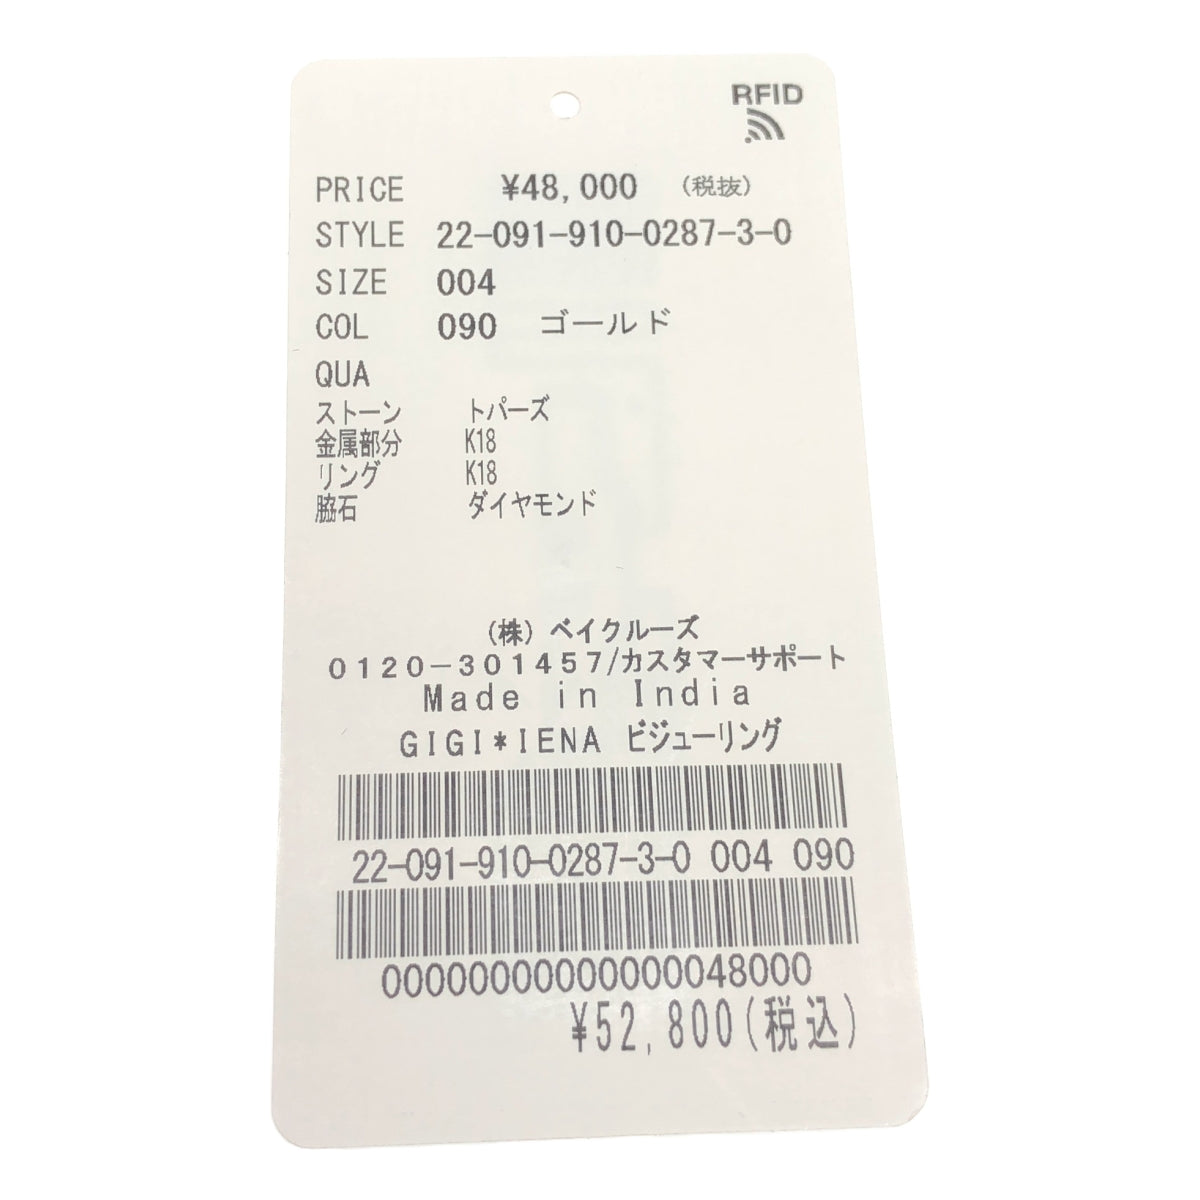 RFID
PRICE ¥48,000 (税抜)
STYLE 22-091-910-0287-3-0
SIZE 004
COL 090 ゴールド
QUA
ストーン トパーズ
金属部分 K18
リング K18
脇石 ダイヤモンド
(株)ベイクルーズ
0120-301457/カスタマーサポート
Made in India
GIGI*IENA ビジューリング
22-091-910-0287-3-0 004 090
00000000000000048000
¥52,800(税込)